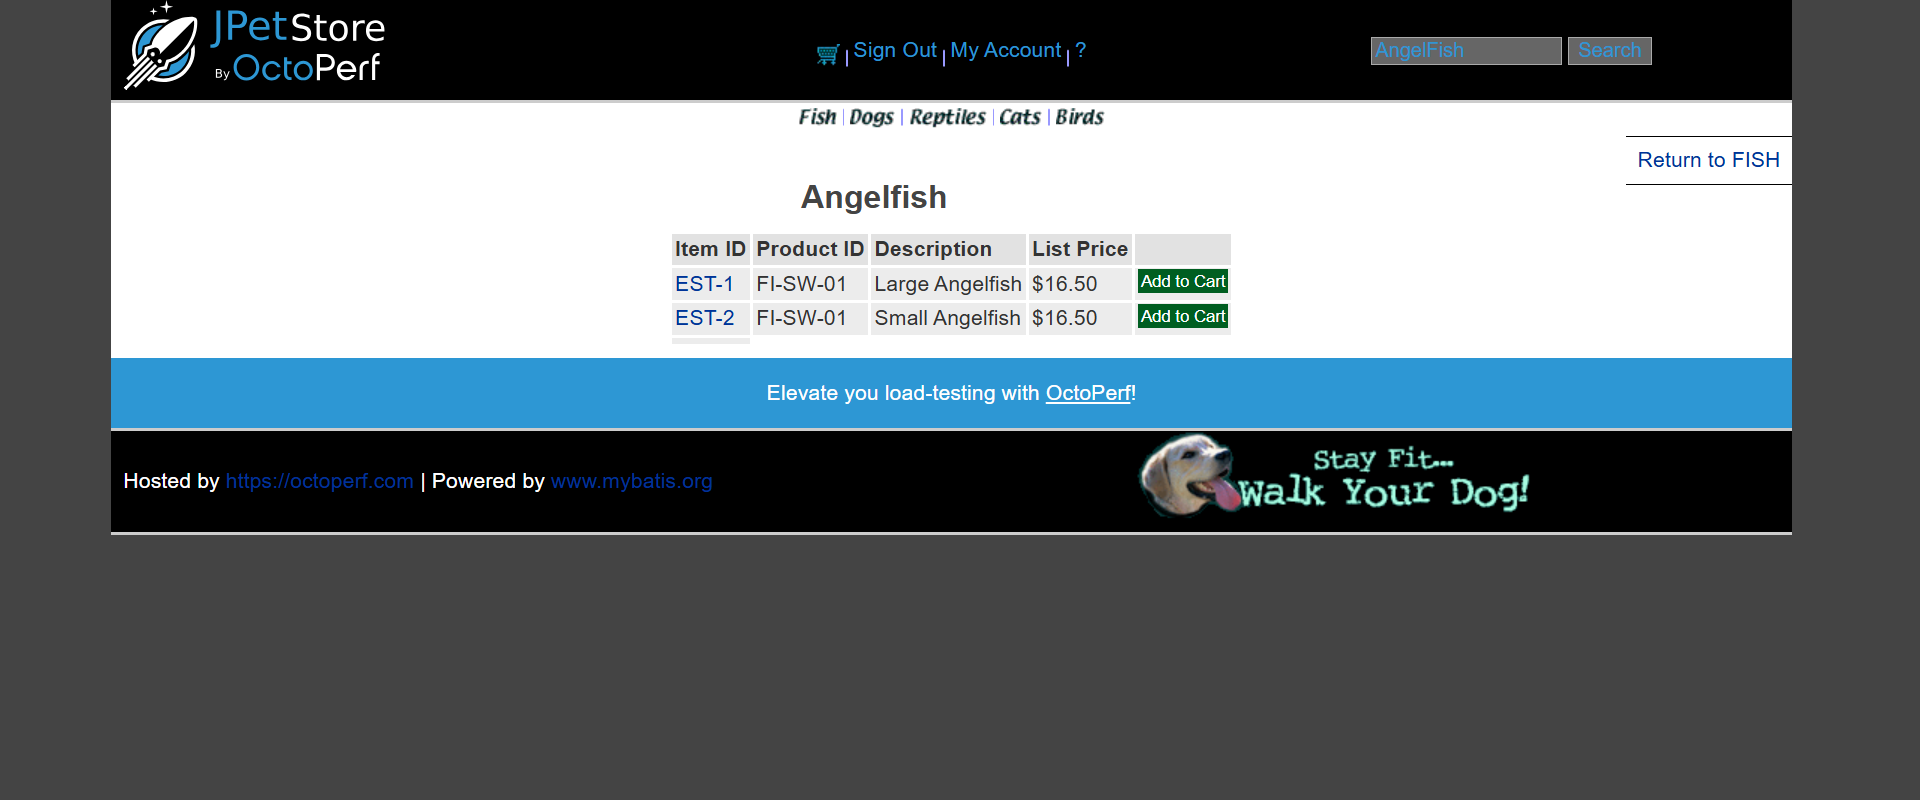 JPetStore
By OctoPerf
Sign Out | My Account | ?
AngelFish Search
Fish | Dogs | Reptiles | Cats | Birds
Return to FISH
Angelfish
Item ID Product ID Description List Price
EST-1 FI-SW-01 Large Angelfish $16.50 Add to Cart
EST-2 FI-SW-01 Small Angelfish $16.50 Add to Cart
Elevate you load-testing with OctoPerf!
Hosted by https://octoperf.com | Powered by www.mybatis.org
Stay Fit...
Walk Your Dog!